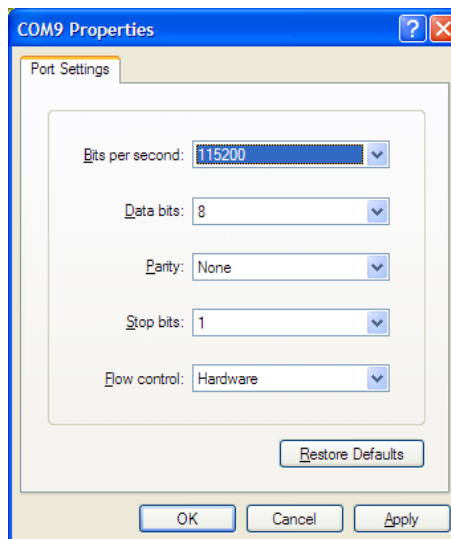 COM9 Properties
Port Settings
Bits per second: 115200
Data bits: 8
Parity: None
Stop bits: 1
Flow control: Hardware
Restore Defaults
OK Cancel Apply